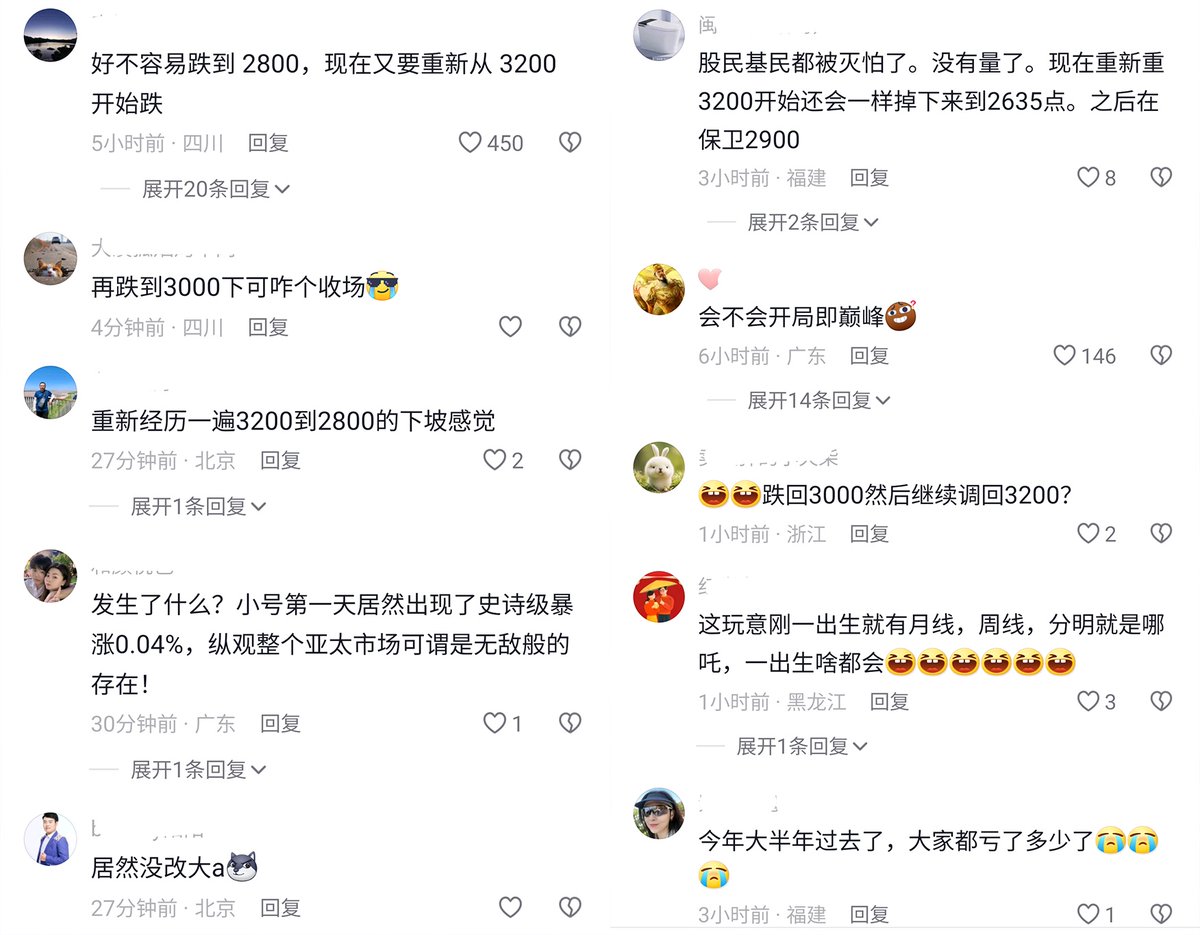 好不容易跌到 2800，现在又要重新从 3200
开始跌
5小时前 · 四川 回复 450
展开20条回复
再跌到3000下可咋个收场
4分钟前 · 四川 回复
重新经历一遍3200到2800的下坡感觉
27分钟前 · 北京 回复 2
展开1条回复
发生了什么？小号第一天居然出现了史诗级暴
涨0.04%，纵观整个亚太市场可谓是无敌般的
存在！
30分钟前 · 广东 回复 1
展开1条回复
居然没改大a
27分钟前 · 北京 回复
闽
股民基民都被灭怕了。没有量了。现在重新重
3200开始还会一样掉下来到2635点。之后在
保卫2900
3小时前 · 福建 回复 8
展开2条回复
会不会开局即巅峰
6小时前 · 广东 回复 146
展开14条回复
跌回3000然后继续调回3200？
1小时前 · 浙江 回复 2
这玩意刚一出生就有月线，周线，分明就是哪
吒，一出生啥都会
1小时前 · 黑龙江 回复 3
展开1条回复
今年大半年过去了，大家都亏了多少了
3小时前 · 福建 回复 1